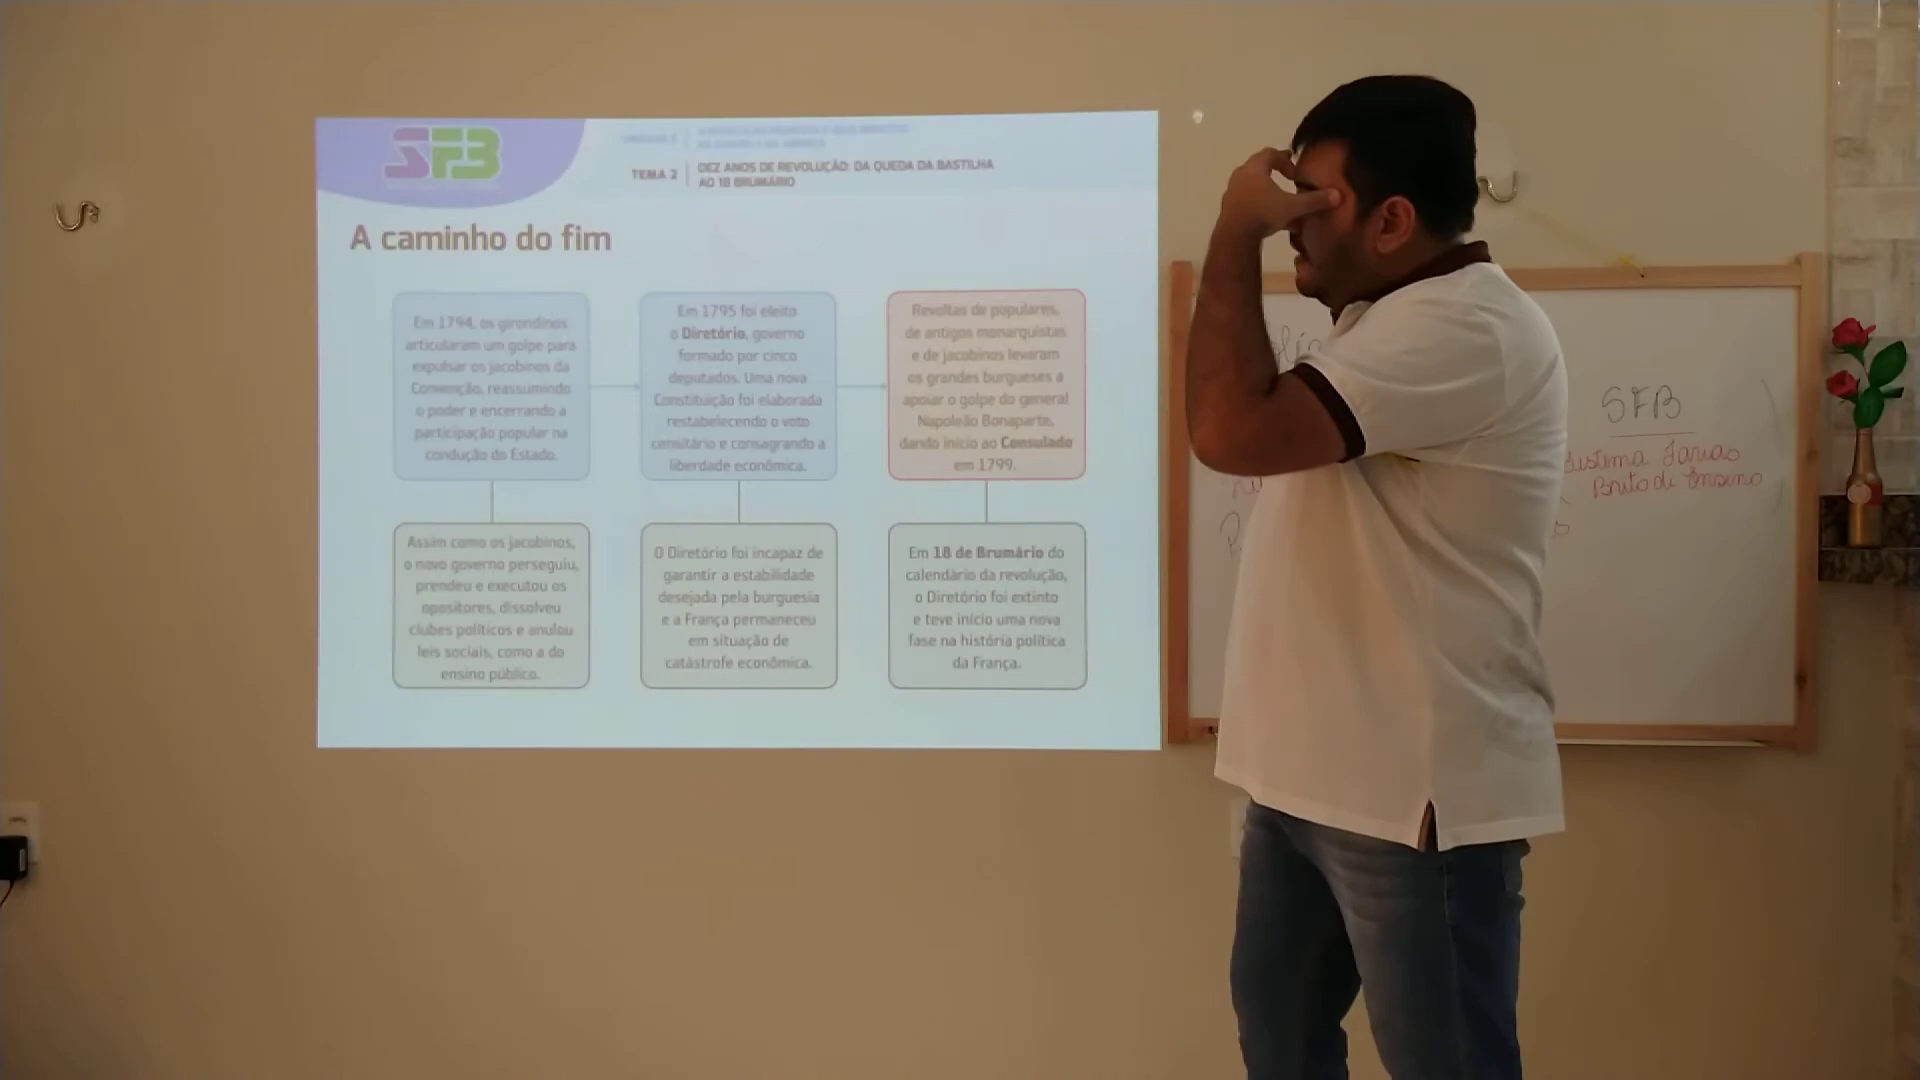 SFB
TEMA 2
DEZ ANOS DE REVOLUÇÃO: DA QUEDA DA BASTILHA
AO 18 BRUMÁRIO
A caminho do fim
Em 1794, os girondinos
articularam um golpe para
expulsar os jacobinos da
Convenção, reassumindo
o poder e encerrando a
participação popular na
condução do Estado.
Em 1795 foi eleito
o Diretório, governo
formado por cinco
deputados. Uma nova
Constituição foi elaborada
restabelecendo o voto
censitário e consagrando a
liberdade econômica.
Revoltas de populares,
de antigos monarquistas
e de jacobinos levaram
os grandes burgueses a
apoiar o golpe do general
Napoleão Bonaparte,
dando início ao Consulado
em 1799.
Assim como os jacobinos,
o novo governo perseguiu,
prendeu e executou os
opositores, dissolveu
clubes políticos e anulou
leis sociais, como a do
ensino público.
O Diretório foi incapaz de
garantir a estabilidade
desejada pela burguesia
e a França permaneceu
em situação de
catástrofe econômica.
Em 18 de Brumário do
calendário da revolução,
o Diretório foi extinto
e teve início uma nova
fase na história política
da França.
SFB
Sistema Farias
Brito de Ensino